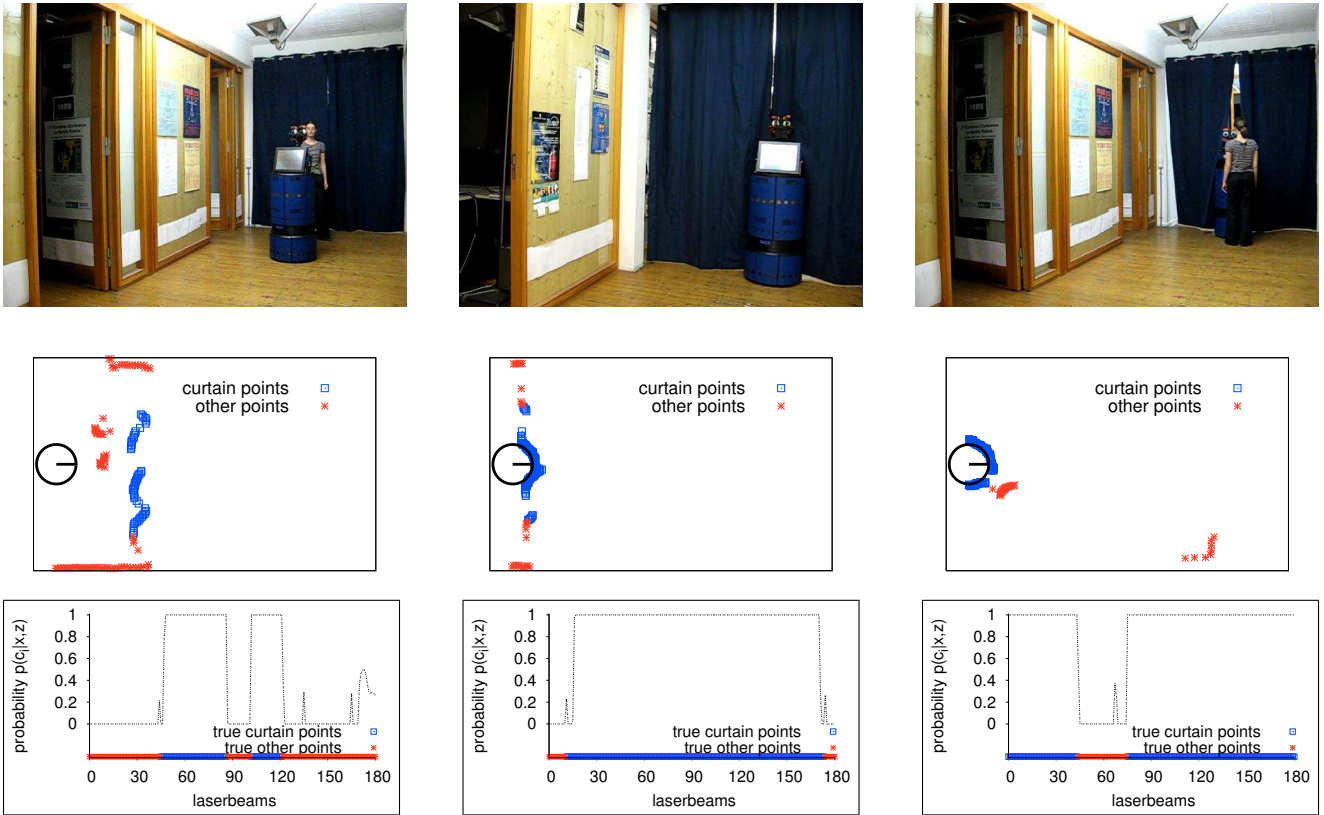 curtain points
other points
curtain points
other points
curtain points
other points
probability p(c_i|x,z)
1
0.8
0.6
0.4
0.2
0
true curtain points
true other points
0 30 60 90 120 150 180
laserbeams
probability p(c_i|x,z)
1
0.8
0.6
0.4
0.2
0
true curtain points
true other points
0 30 60 90 120 150 180
laserbeams
probability p(c_i|x,z)
1
0.8
0.6
0.4
0.2
0
true curtain points
true other points
0 30 60 90 120 150 180
laserbeams